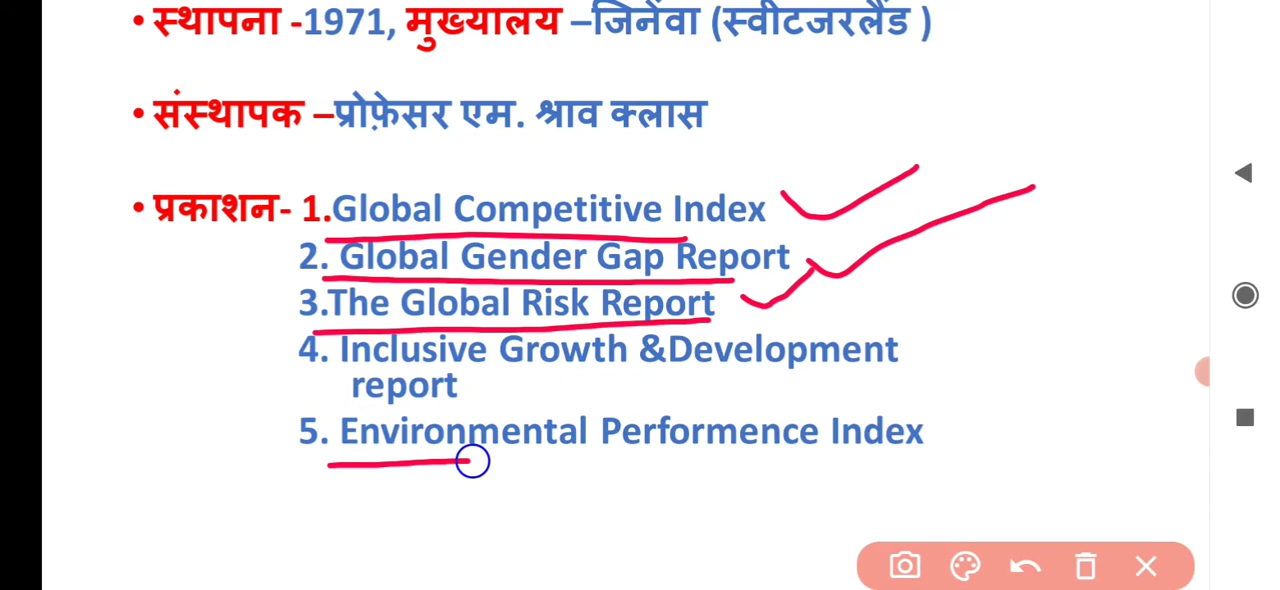 • स्थापना -1971, मुख्यालय –जिनेवा (स्वीटजरलैंड )
• संस्थापक –प्रोफ़ेसर एम. श्राव क्लास
• प्रकाशन- 1.Global Competitive Index
2. Global Gender Gap Report
3.The Global Risk Report
4. Inclusive Growth &Development
report
5. Environmental Performence Index